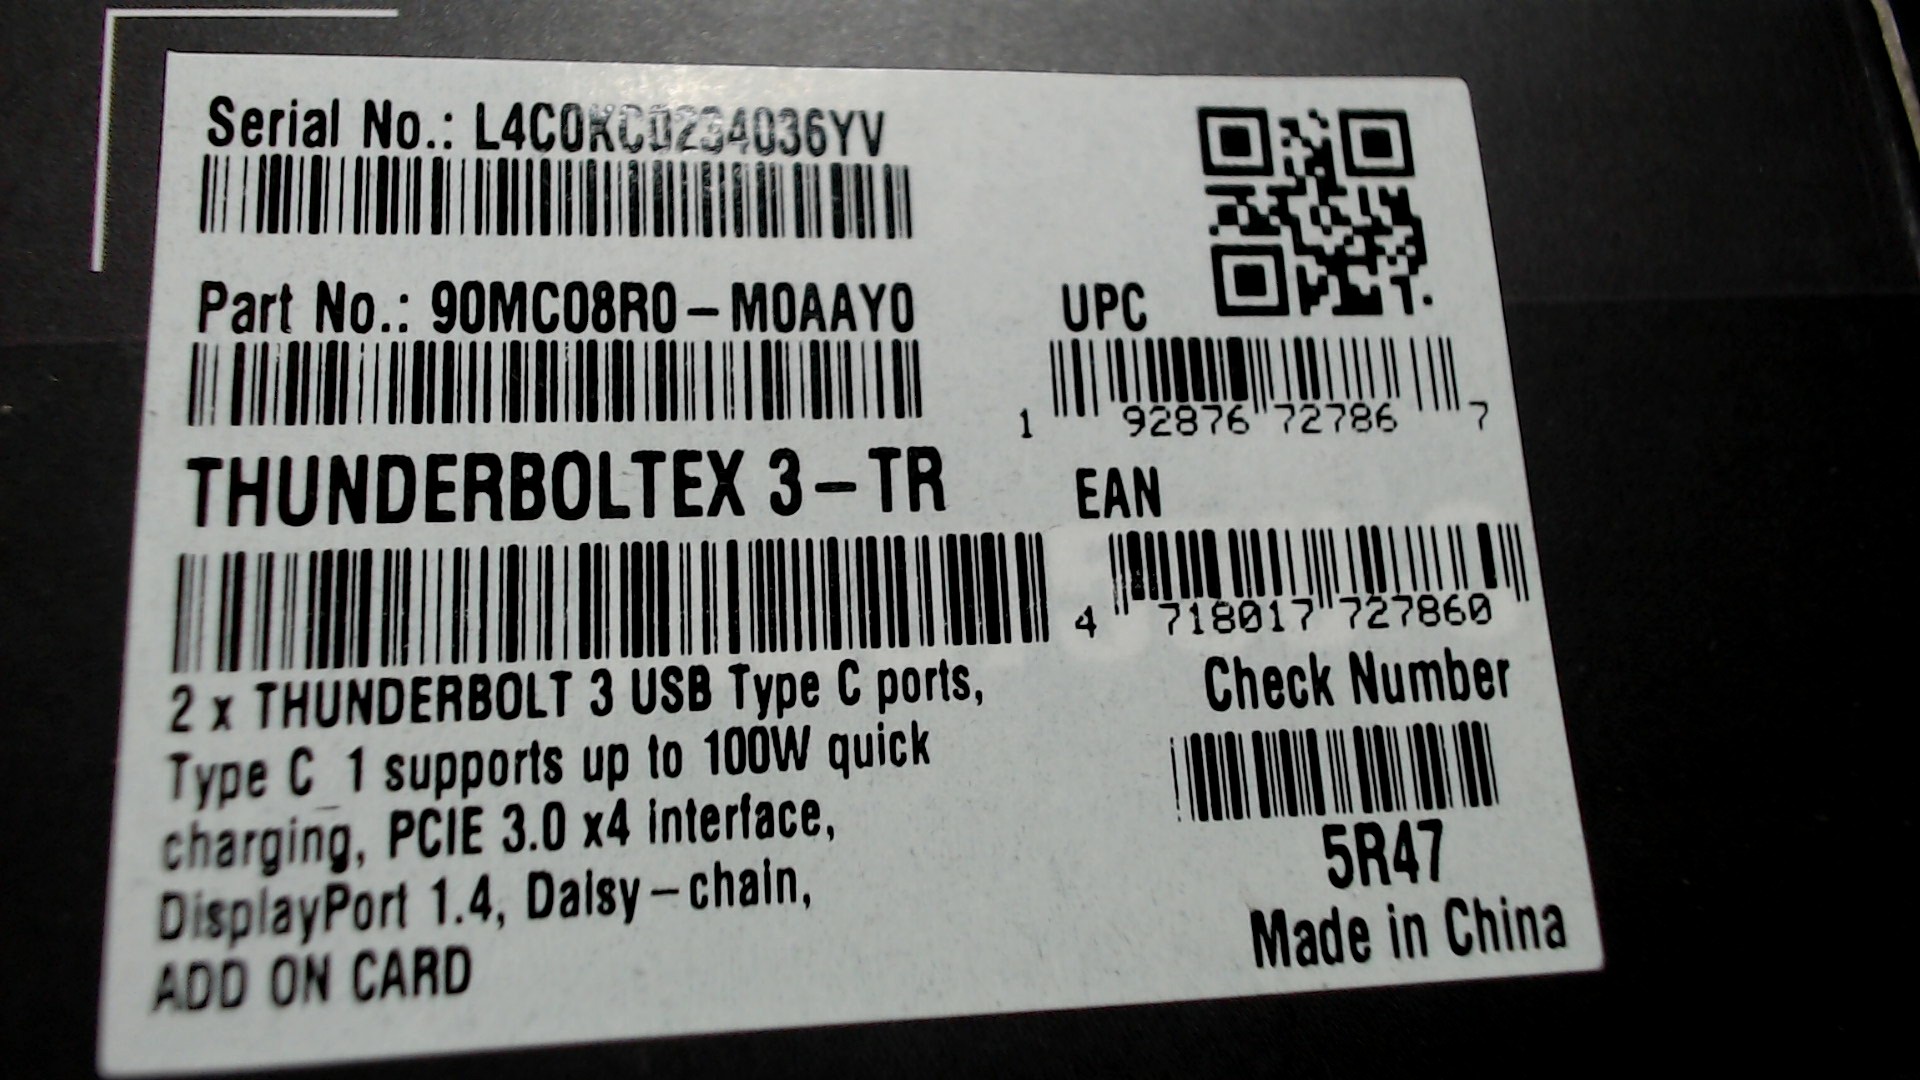 Serial No.: L4C0KC0234036YV
Part No.: 90MC08R0-M0AAY0
UPC
1 92876 72786 7
THUNDERBOLTEX 3-TR
EAN
4 718017 727860
2 x THUNDERBOLT 3 USB Type C ports,
Type C_1 supports up to 100W quick
charging, PCIE 3.0 x4 interface,
DisplayPort 1.4, Daisy-chain,
ADD ON CARD
Check Number
5R47
Made in China